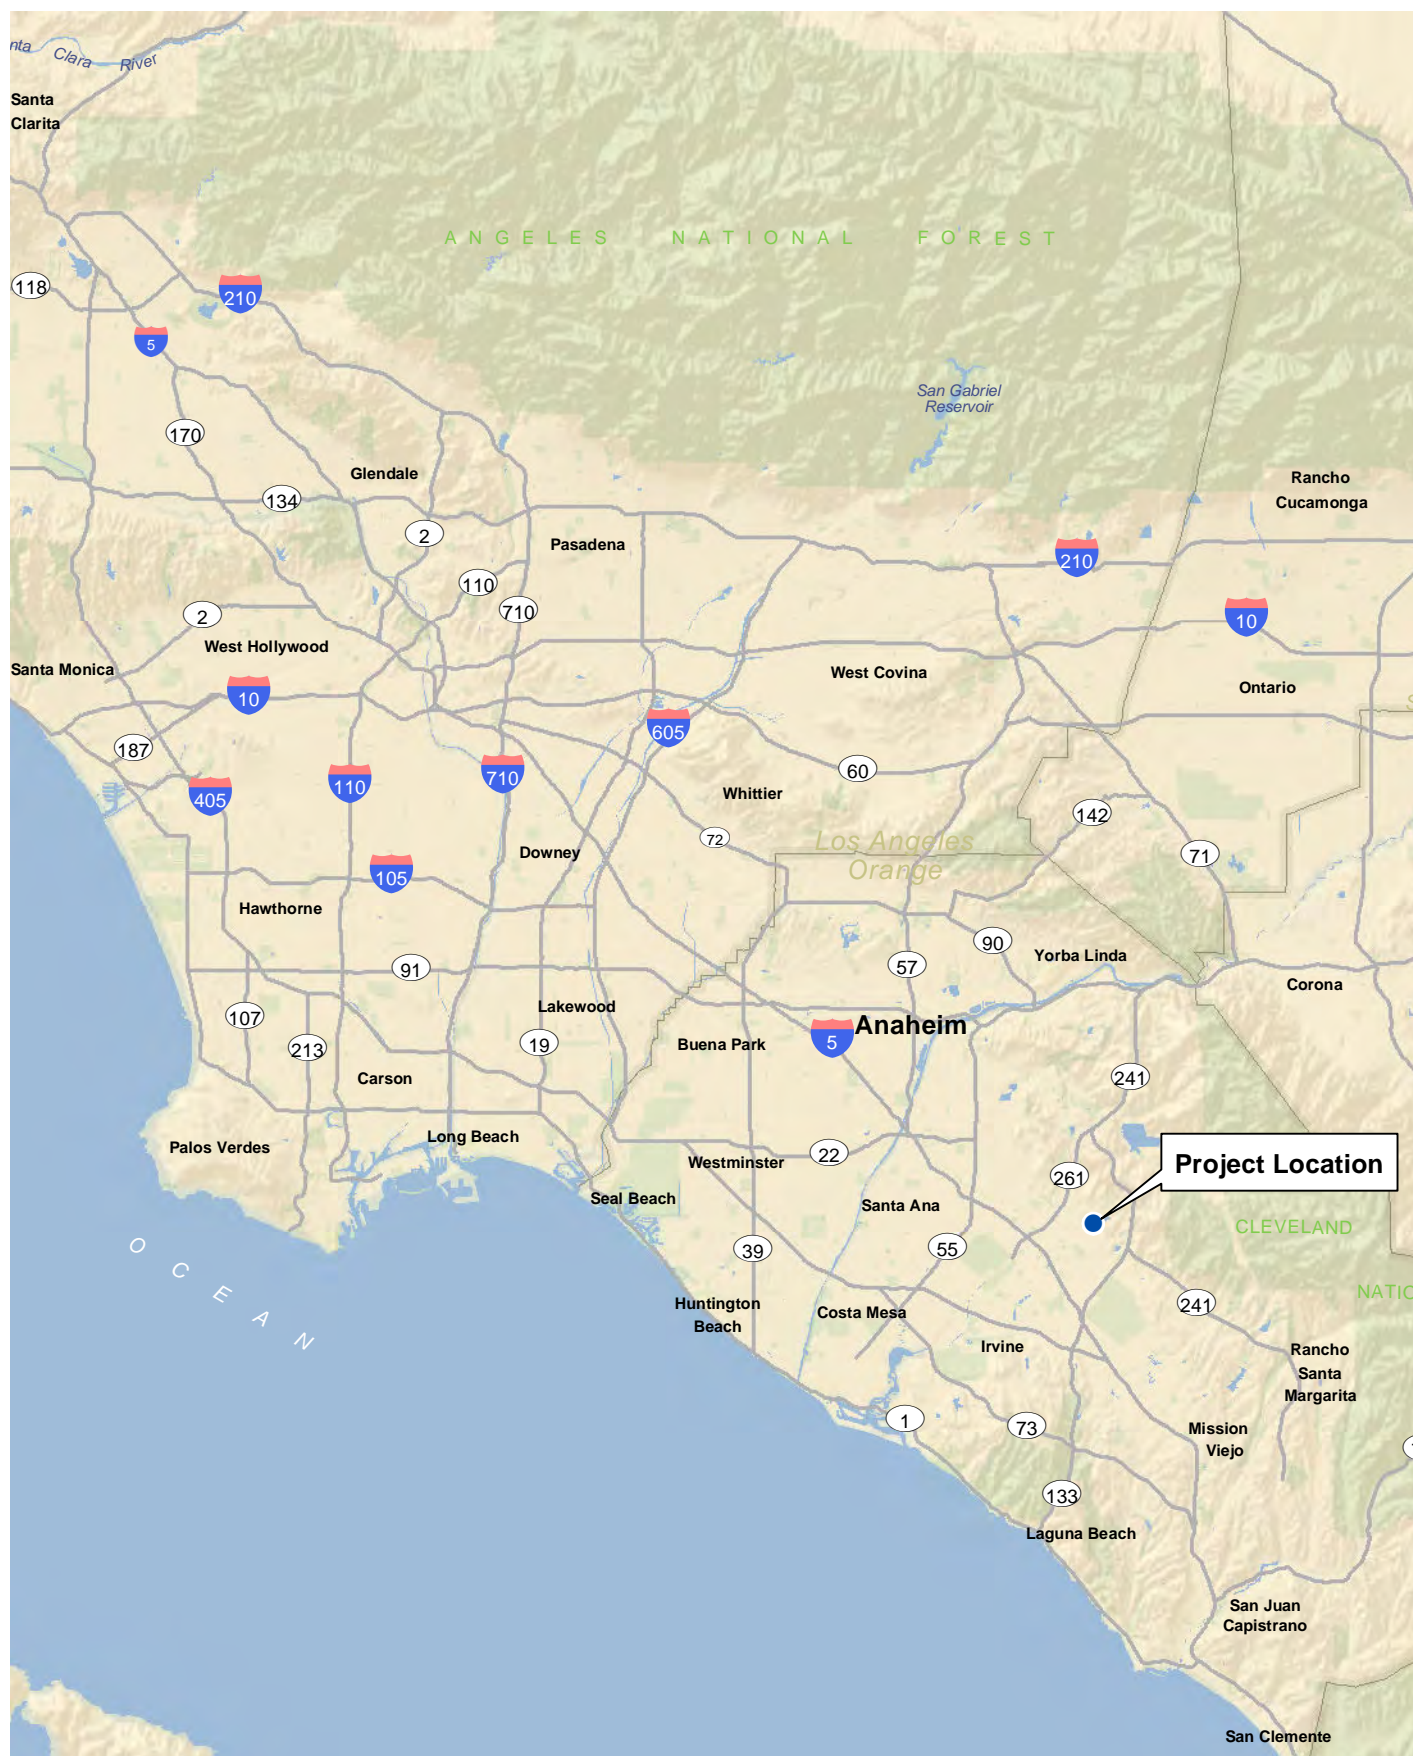 nta
Clara
River
Santa
Clarita
ANGELES NATIONAL FOREST
118
210
5
San Gabriel
Reservoir
170
Glendale
Rancho
Cucamonga
134
2
Pasadena
210
110
710
2
10
West Hollywood
Santa Monica
West Covina
Ontario
10
605
187
60
710
405
110
Whittier
142
72
Los Angeles
Orange
Downey
71
105
Hawthorne
90
Yorba Linda
91
57
Corona
Lakewood
107
Anaheim
213
19
Buena Park
5
Carson
241
Long Beach
Palos Verdes
22
Westminster
Project Location
261
Seal Beach
Santa Ana
CLEVELAND
OCEAN
39
55
NATIO
Huntington
Beach
Costa Mesa
241
Irvine
Rancho
Santa
Margarita
1
73
Mission
Viejo
133
Laguna Beach
San Juan
Capistrano
San Clemente